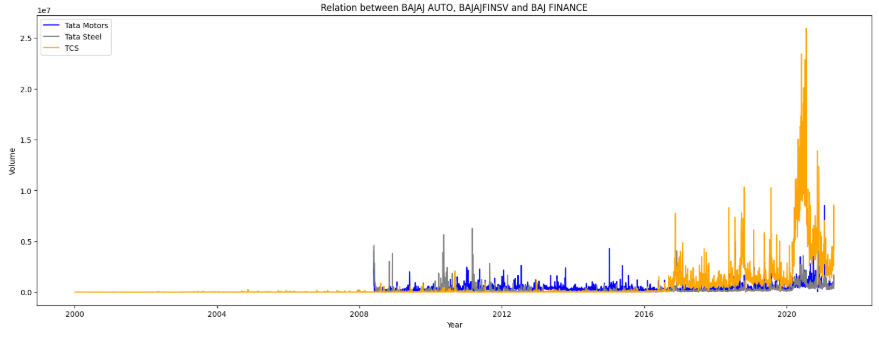 Relation between BAJAJ AUTO, BAJAJFINSV and BAJ FINANCE
1e7
Tata Motors
Tata Steel
TCS
2.5
2.0
1.5
1.0
0.5
0.0
Volume
2000
2004
2008
2012
2016
2020
Year